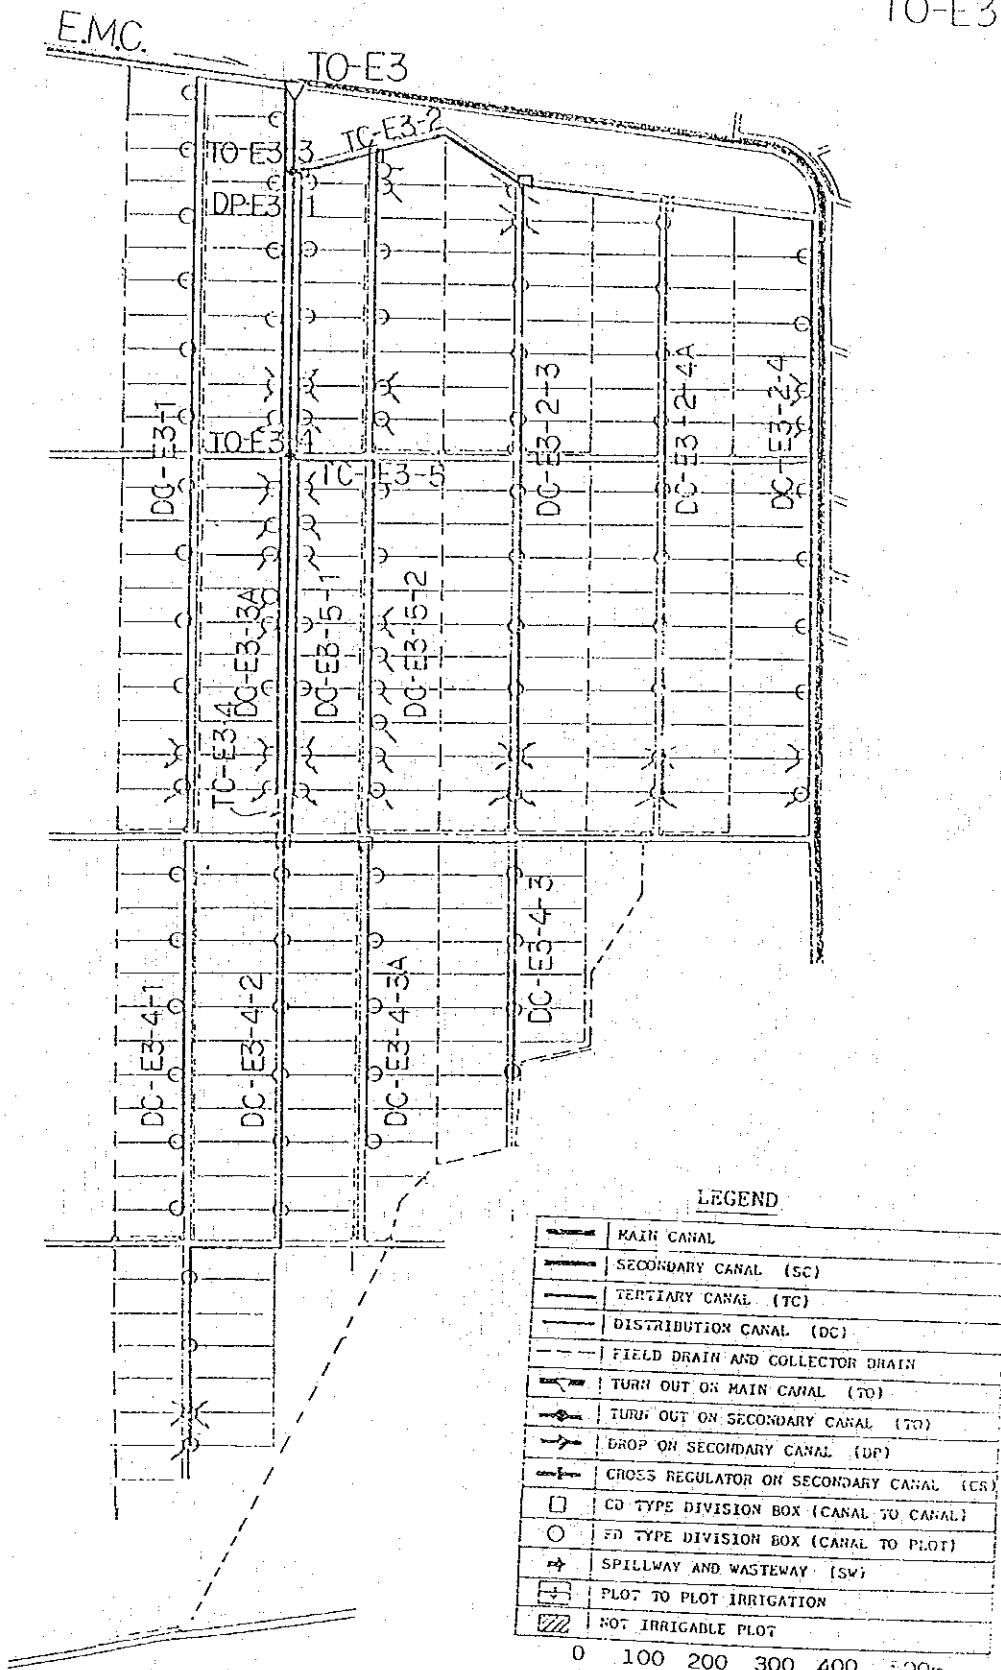 TO-E3
E.M.C.
TO-E3
TC-E3-2
TO-E3-3
DP-E3-1
DC-E3-1
TO-E3-1
TC-E3-5
DC-E3-2-3
DC-E3-2-4A
DC-E3-2-4
DC-E3-3A
DC-E3-5-1
DC-E3-5-2
TC-E3-4
DC-E3-4-1
DC-E3-4-2
DC-E3-4-3A
DC-E3-4-3
LEGEND
MAIN CANAL
SECONDARY CANAL (SC)
TERTIARY CANAL (TC)
DISTRIBUTION CANAL (DC)
FIELD DRAIN AND COLLECTOR DRAIN
TURN OUT ON MAIN CANAL (TO)
TURN OUT ON SECONDARY CANAL (TO)
DROP ON SECONDARY CANAL (DP)
CROSS REGULATOR ON SECONDARY CANAL (CR)
CD TYPE DIVISION BOX (CANAL TO CANAL)
FD TYPE DIVISION BOX (CANAL TO PLOT)
SPILLWAY AND WASTEWAY (SW)
PLOT TO PLOT IRRIGATION
NOT IRRIGABLE PLOT
0 100 200 300 400